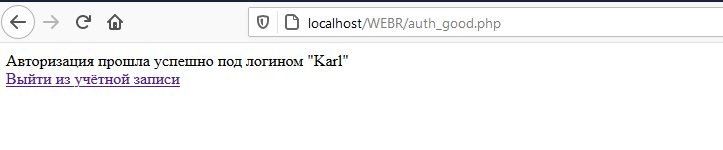 localhost/WEBR/auth_good.php
Авторизация прошла успешно под логином "Karl"
Выйти из учётной записи